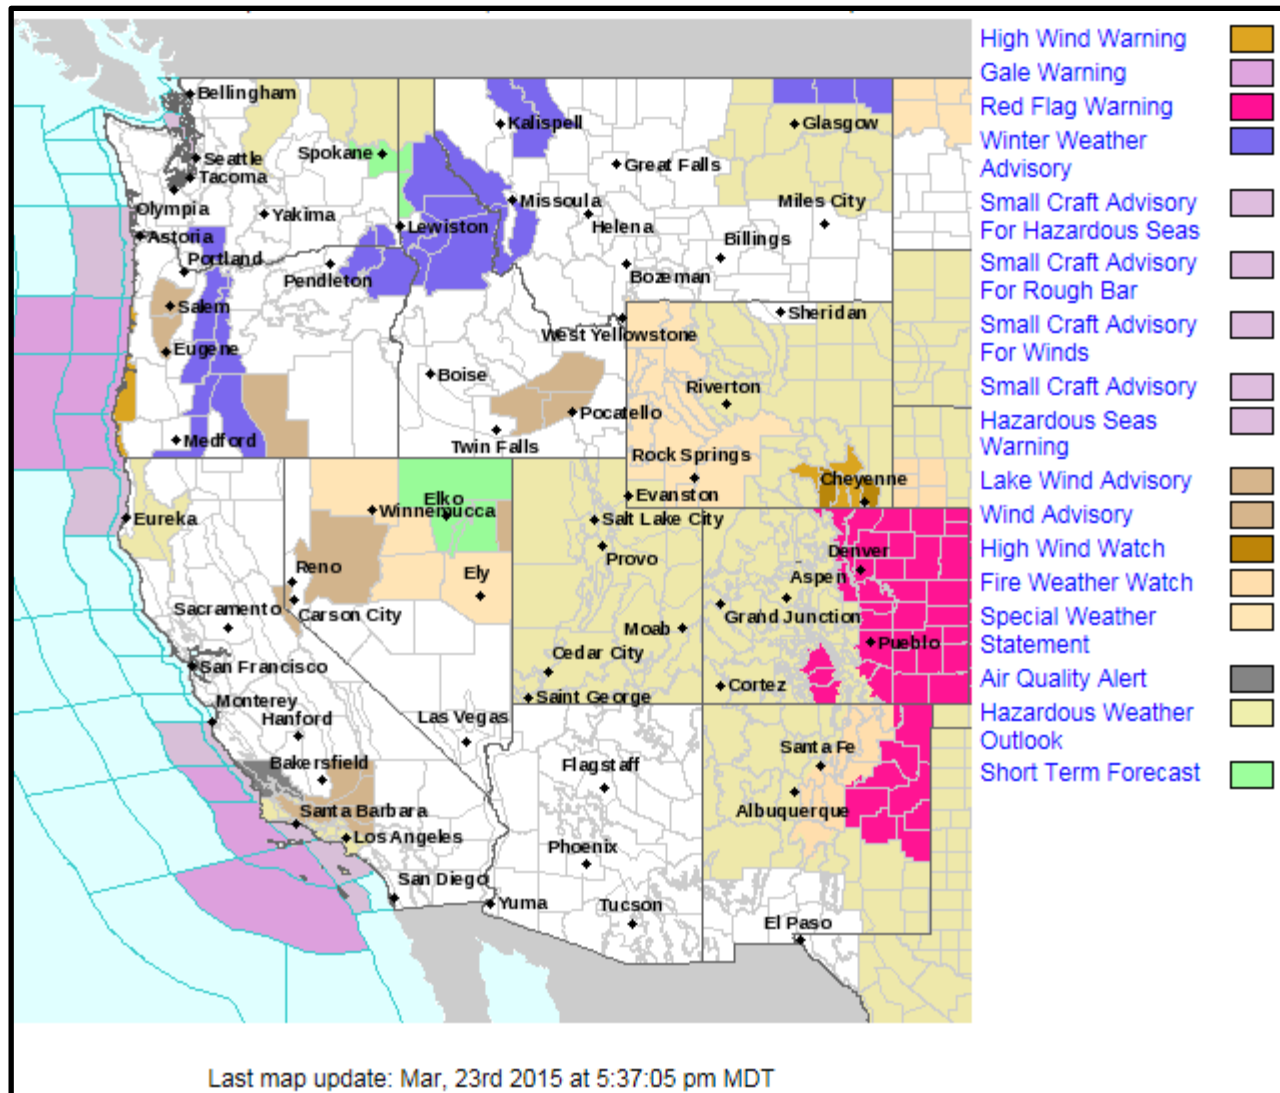 Bellingham
Seattle
Tacoma
Olympia
Astoria
Portland
Salem
Eugene
Medford
Yakima
Spokane
Pendleton
Lewiston
Kalispell
Missoula
Great Falls
Helena
Bozeman
Glasgow
Miles City
Billings
Sheridan
West Yellowstone
Boise
Pocatello
Twin Falls
Riverton
Rock Springs
Cheyenne
Evanston
Eureka
Winnemucca
Elko
Reno
Carson City
Ely
Sacramento
San Francisco
Monterey
Hanford
Bakersfield
Santa Barbara
Los Angeles
San Diego
Las Vegas
Salt Lake City
Provo
Moab
Cedar City
Saint George
Denver
Aspen
Grand Junction
Pueblo
Cortez
Flagstaff
Phoenix
Tucson
Yuma
Santa Fe
Albuquerque
El Paso
High Wind Warning
Gale Warning
Red Flag Warning
Winter Weather
Advisory
Small Craft Advisory
For Hazardous Seas
Small Craft Advisory
For Rough Bar
Small Craft Advisory
For Winds
Small Craft Advisory
Hazardous Seas
Warning
Lake Wind Advisory
Wind Advisory
High Wind Watch
Fire Weather Watch
Special Weather
Statement
Air Quality Alert
Hazardous Weather
Outlook
Short Term Forecast
Last map update: Mar, 23rd 2015 at 5:37:05 pm MDT